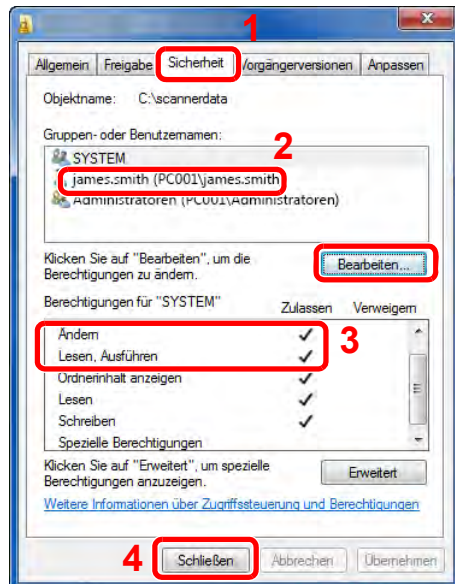 1
Allgemein Freigabe Sicherheit Vorgängerversionen Anpassen
Objektname: C:\scannerdata
Gruppen- oder Benutzernamen:
2
SYSTEM
james.smith (PC001\james.smith)
Administratoren (PC001\Administratoren)
Klicken Sie auf "Bearbeiten", um die
Berechtigungen zu ändern.
Bearbeiten...
Berechtigungen für "SYSTEM" Zulassen Verweigern
Ändern
3
Lesen, Ausführen
Ordnerinhalt anzeigen
Lesen
Schreiben
Spezielle Berechtigungen
Klicken Sie auf "Erweitert", um spezielle
Berechtigungen anzuzeigen.
Erweitert
Weitere Informationen über Zugriffssteuerung und Berechtigungen
4
Schließen Abbrechen Übernehmen